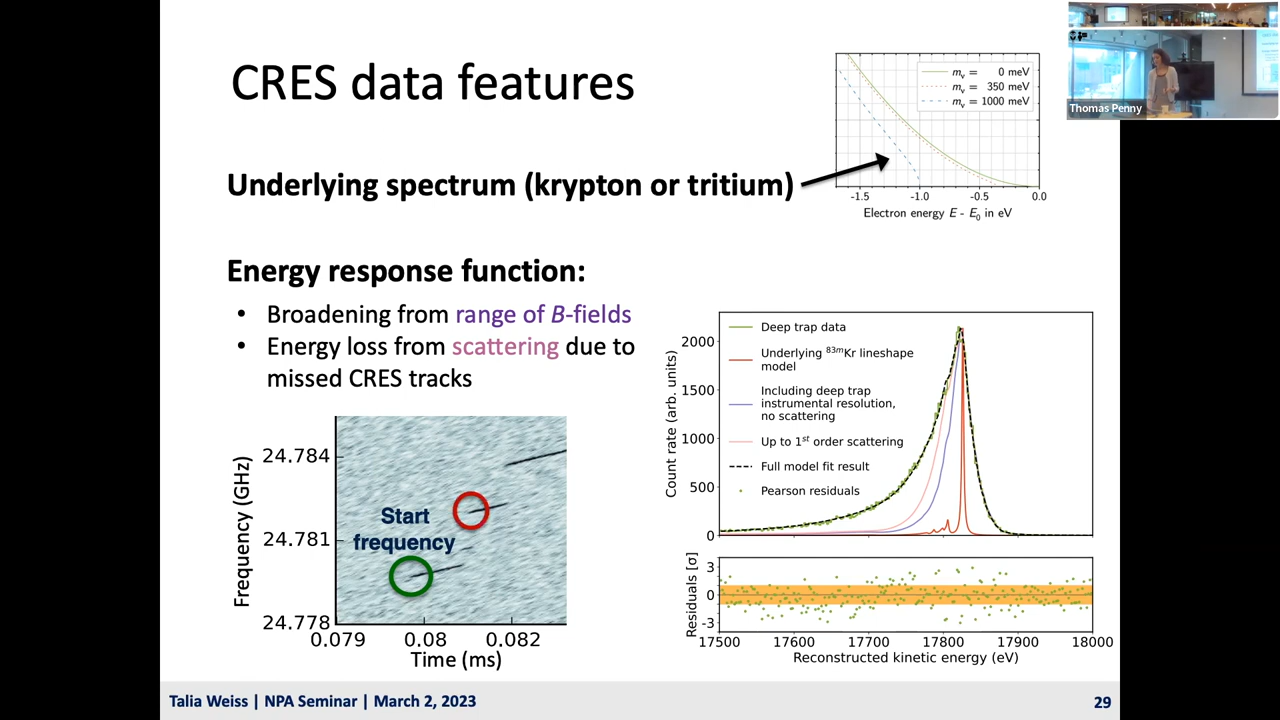 CRES data features
Underlying spectrum (krypton or tritium)
mᵥ = 0 meV
mᵥ = 350 meV
mᵥ = 1000 meV
-1.5 -1.0 -0.5 0.0
Electron energy E - E₀ in eV
Thomas Penny
Energy response function:
• Broadening from range of B-fields
• Energy loss from scattering due to
missed CRES tracks
Frequency (GHz)
24.784
24.781
24.778
Start
frequency
0.079 0.08 0.082
Time (ms)
Count rate (arb. units)
2000
1500
1000
500
0
Deep trap data
Underlying ⁸³ᵐKr lineshape
model
Including deep trap
instrumental resolution,
no scattering
Up to 1ˢᵗ order scattering
Full model fit result
Pearson residuals
Residuals [σ]
3
0
-3
17500 17600 17700 17800 17900 18000
Reconstructed kinetic energy (eV)
Talia Weiss | NPA Seminar | March 2, 2023
29